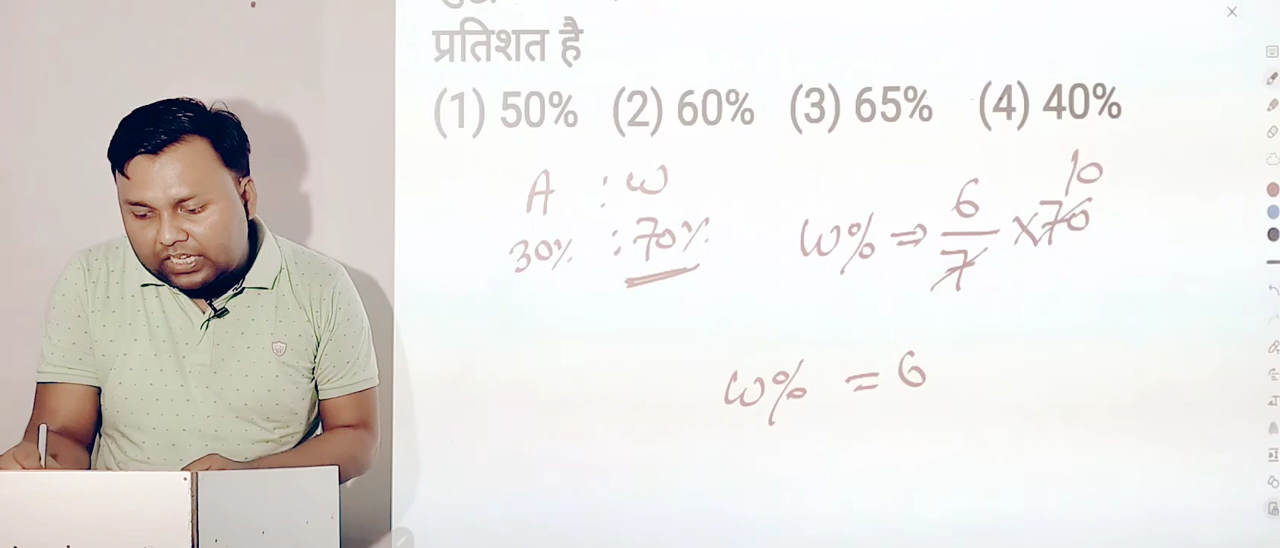 प्रतिशत है
(1) 50% (2) 60% (3) 65% (4) 40%
A : W
30% : 70%
W% ⇒ 6/7 × 70 10
W% = 6